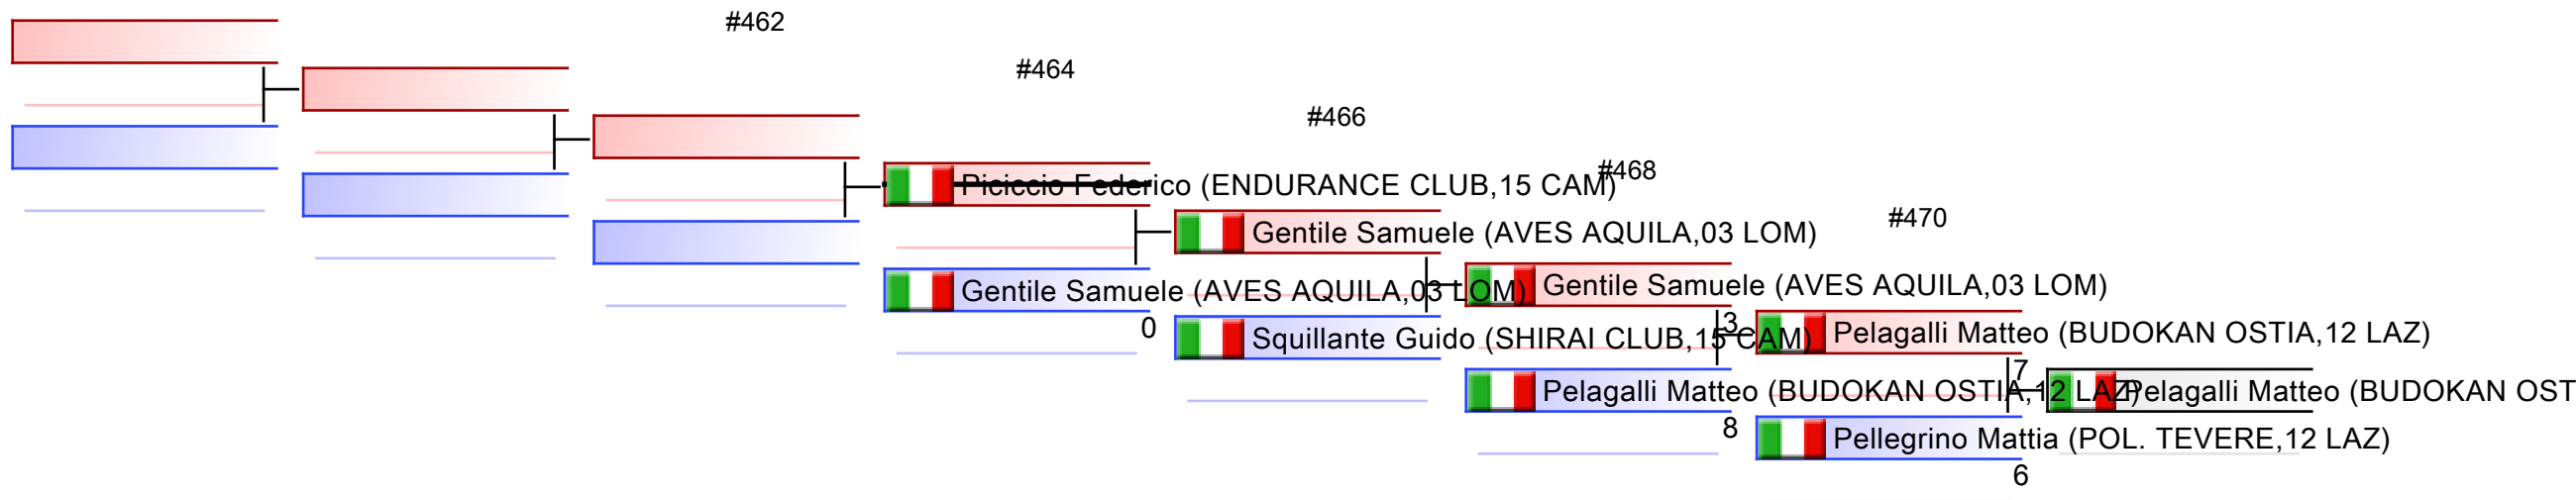 #462
#464
#466
#468
Piciccio Federico (ENDURANCE CLUB,15 CAM)
#470
Gentile Samuele (AVES AQUILA,03 LOM)
Gentile Samuele (AVES AQUILA,03 LOM)
Gentile Samuele (AVES AQUILA,03 LOM)
0
3
Squillante Guido (SHIRAI CLUB,15 CAM)
Pelagalli Matteo (BUDOKAN OSTIA,12 LAZ)
7
Pelagalli Matteo (BUDOKAN OSTIA,12 LAZ)
Pelagalli Matteo (BUDOKAN OST
8
Pellegrino Mattia (POL. TEVERE,12 LAZ)
6